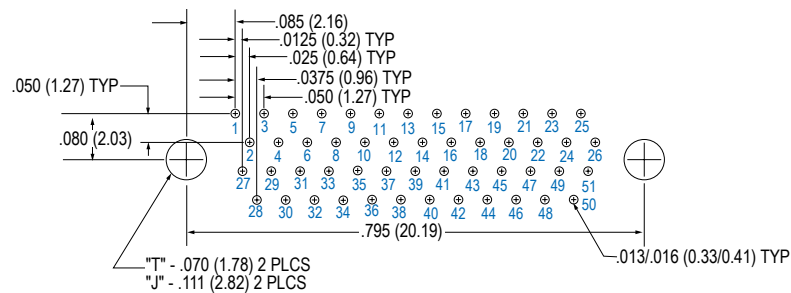 .085 (2.16)
.0125 (0.32) TYP
.025 (0.64)
.0375 (0.96) TYP
.050 (1.27) TYP
.050 (1.27) TYP
.080 (2.03)
1 3 5 7 9 11 13 15 17 19 21 23 25
2 4 6 8 10 12 14 16 18 20 22 24 26
27 29 31 33 35 37 39 41 43 45 47 49 51
28 30 32 34 36 38 40 42 44 46 48 50
.795 (20.19)
.013/.016 (0.33/0.41) TYP
"T" - .070 (1.78) 2 PLCS
"J" - .111 (2.82) 2 PLCS